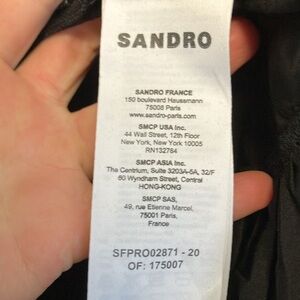 SANDRO
SANDRO FRANCE
150 boulevard Haussmann
75008 Paris
www.sandro-paris.com
SMCP USA Inc.
44 Wall Street, 12th Floor
New York, New York 10005
RN132784
SMCP ASIA Inc.
The Centrium, Suite 3203A-5A, 32/F
60 Wyndham Street, Central
HONG-KONG
SMCP SAS,
49, rue Etienne Marcel,
75001 Paris,
France
SFPRO02871 - 20
OF: 175007